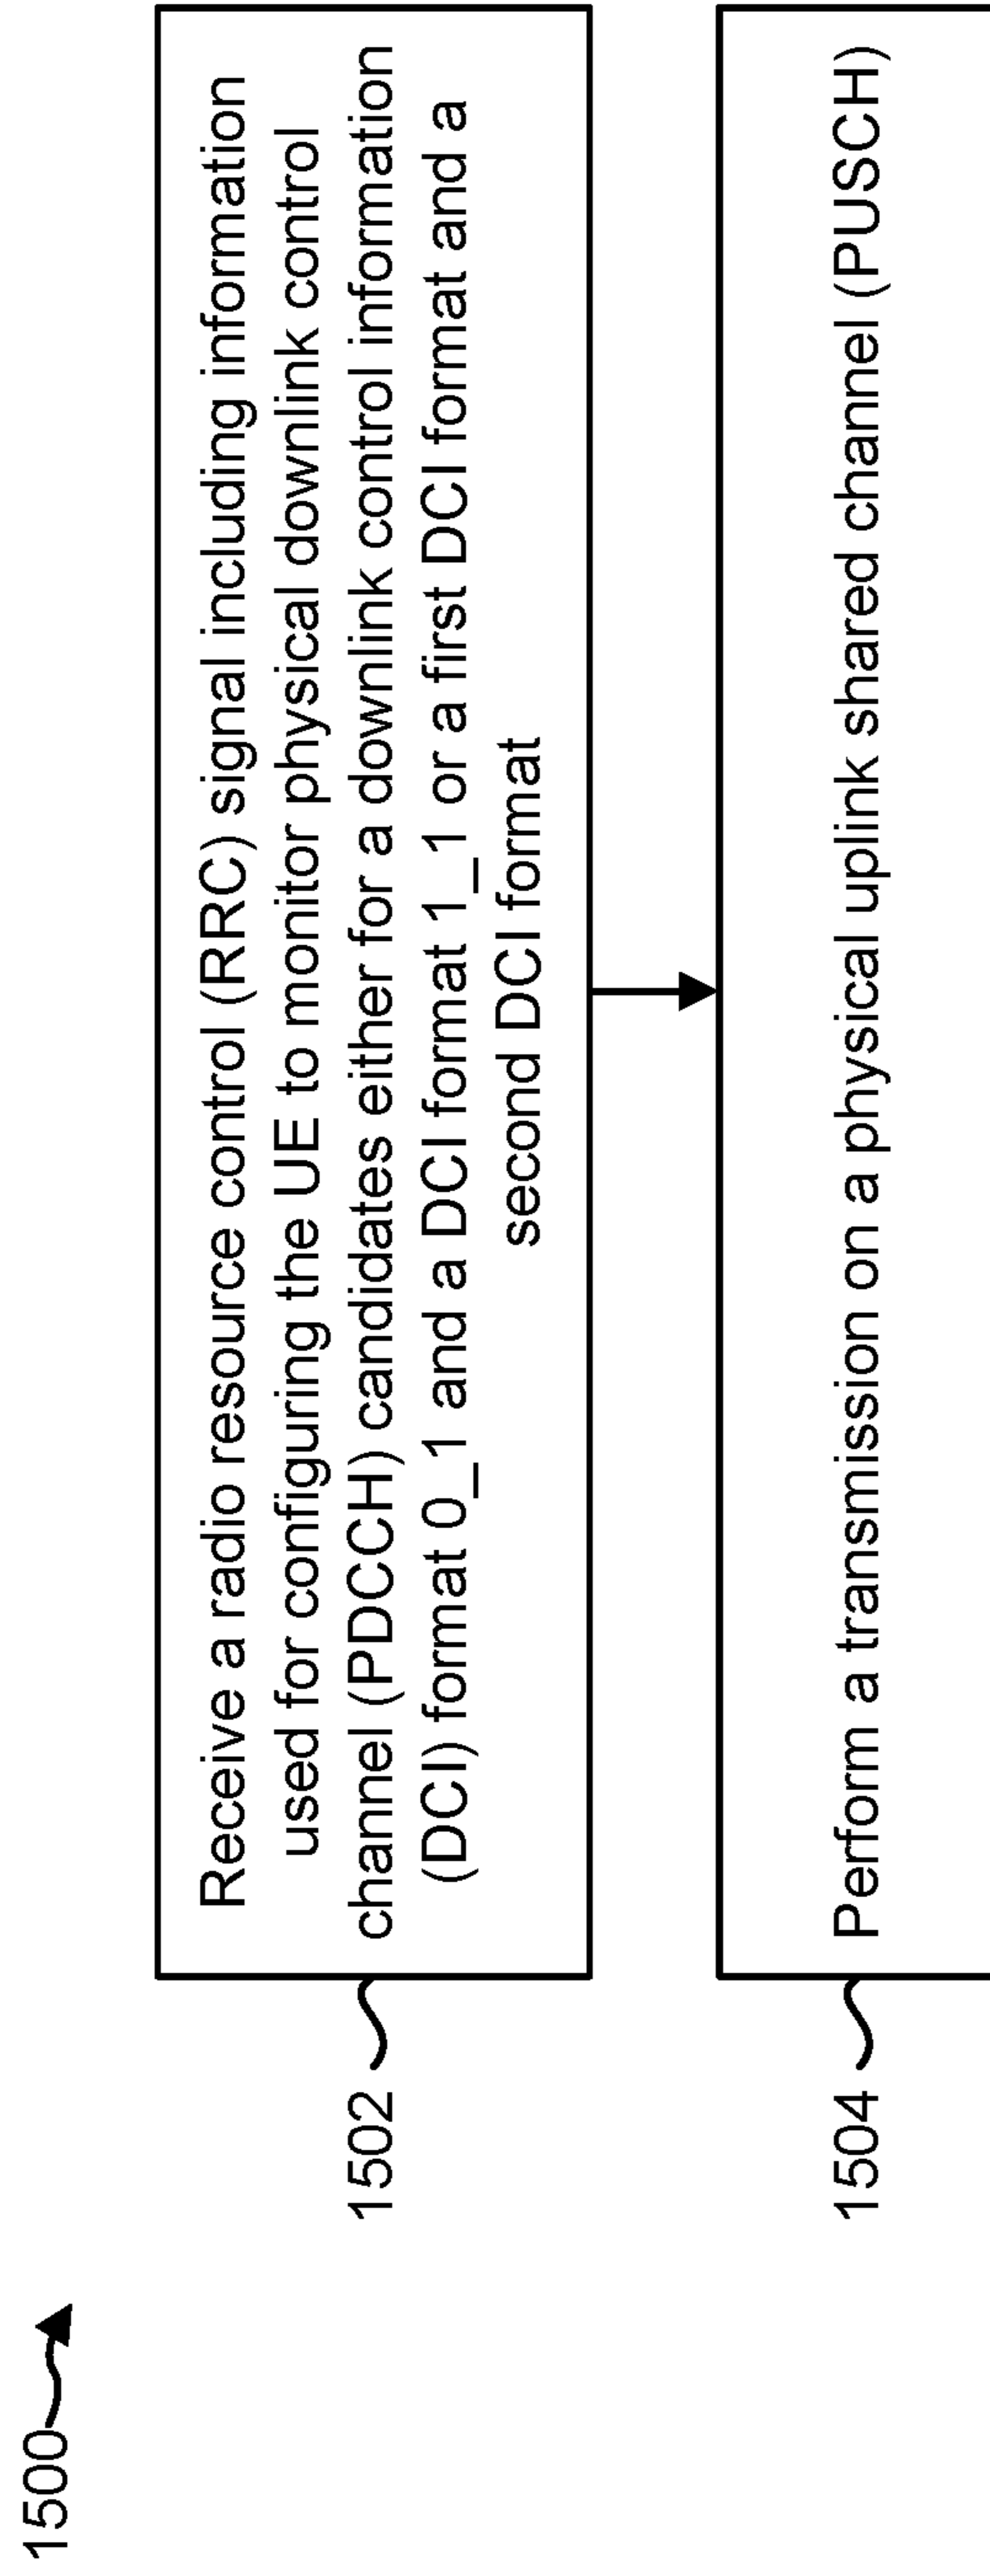 1500
1502
Receive a radio resource control (RRC) signal including information
used for configuring the UE to monitor physical downlink control
channel (PDCCH) candidates either for a downlink control information
(DCI) format 0_1 and a DCI format 1_1 or a first DCI format and a
second DCI format
1504
Perform a transmission on a physical uplink shared channel (PUSCH)